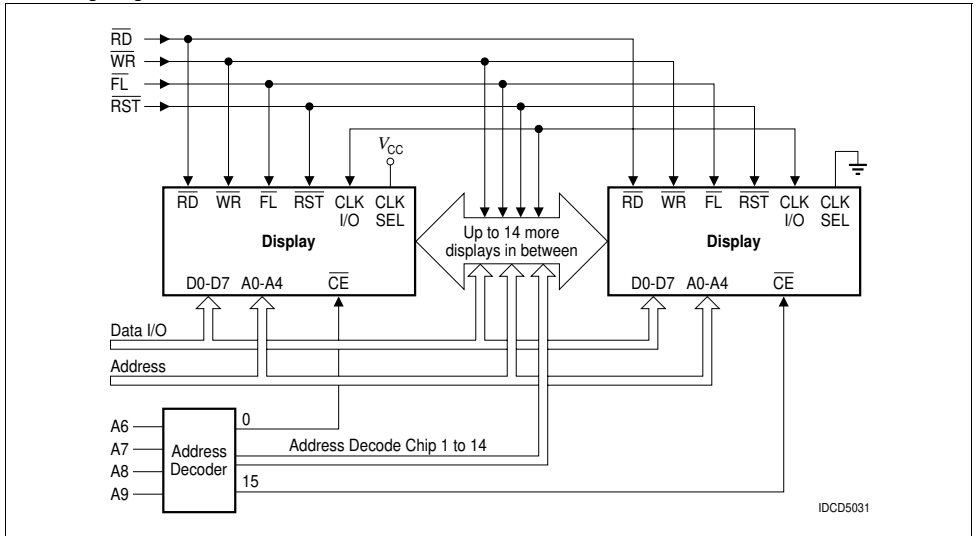 RD
WR
FL
RST
VCC
RD WR FL RST CLK I/O CLK SEL
Display
D0-D7 A0-A4 CE
Up to 14 more
displays in between
RD WR FL RST CLK I/O CLK SEL
Display
D0-D7 A0-A4 CE
Data I/O
Address
A6
A7
A8
A9
Address
Decoder
0
Address Decode Chip 1 to 14
15
IDCD5031